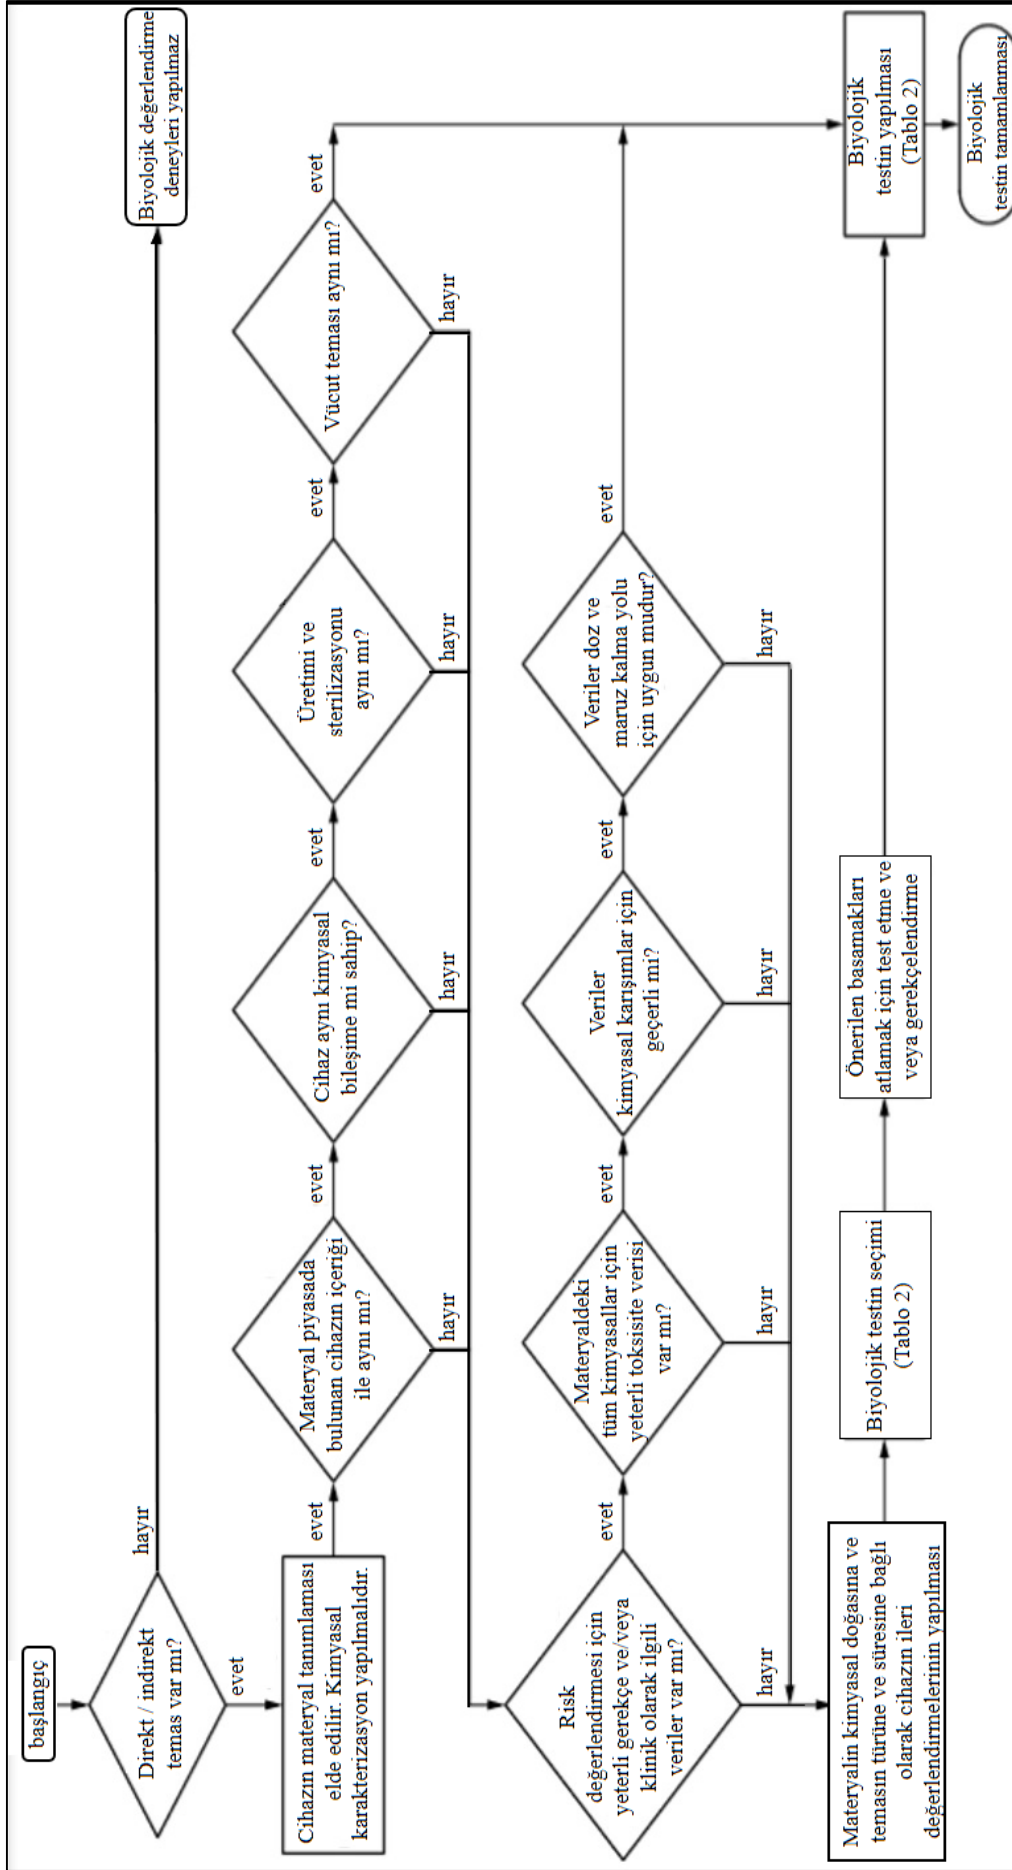 başlangıç
Direkt / indirekt
temas var mı?
hayır
Biyolojik değerlendirme
deneyleri yapılmaz
evet
Cihazın materyal tanımlaması
elde edilir. Kimyasal
karakterizasyon yapılmalıdır.
evet
Materyal piyasada
bulunan cihazın içeriği
ile aynı mı?
hayır
evet
Cihaz aynı kimyasal
bileşime mi sahip?
hayır
evet
Üretimi ve
sterilizasyonu
aynı mı?
hayır
evet
Vücut teması aynı mı?
hayır
evet
Risk
değerlendirmesi için
yeterli gerekçe ve/veya
klinik olarak ilgili
veriler var mı?
hayır
evet
Materyaldeki
tüm kimyasallar için
yeterli toksisite verisi
var mı?
hayır
evet
Veriler
kimyasal karışımlar için
geçerli mi?
hayır
evet
Veriler doz ve
maruz kalma yolu
için uygun mudur?
hayır
evet
Materyalin kimyasal doğasına ve
temasın türüne ve süresine bağlı
olarak cihazın ileri
değerlendirmelerinin yapılması
Biyolojik testin seçimi
(Tablo 2)
Önerilen basamakları
atlamak için test etme ve
veya gerekçelendirme
Biyolojik
testin yapılması
(Tablo 2)
Biyolojik
testin tamamlanması